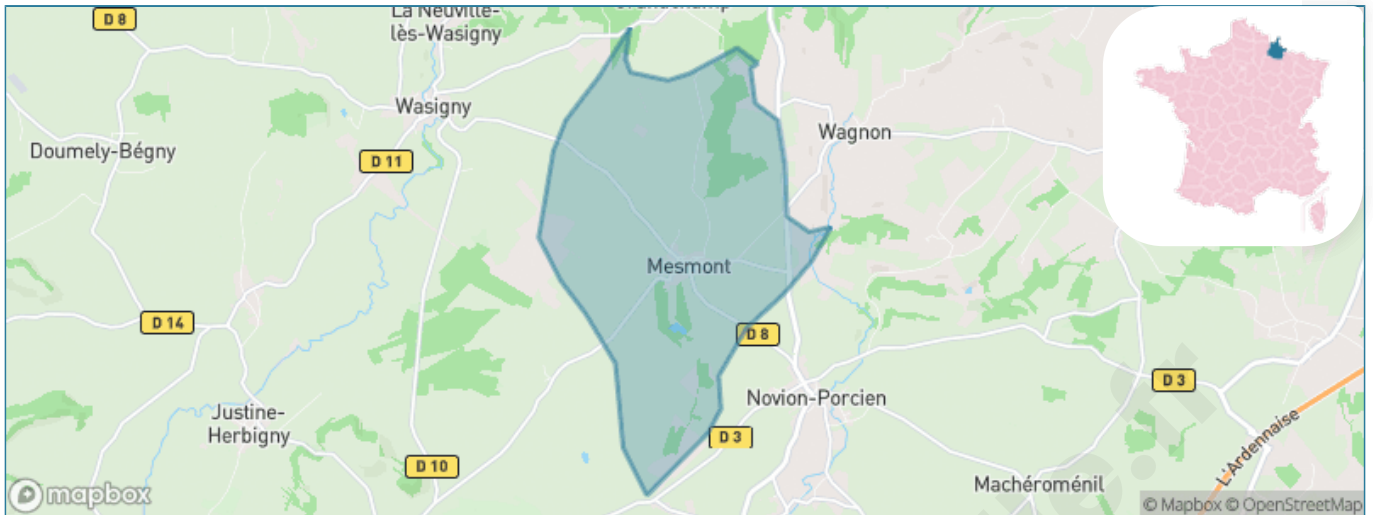 D 8
La Neuville-
lès-Wasigny
Wasigny
Wagnon
Doumely-Bégny
D 11
Mesmont
D 14
D 8
D 3
Novion-Porcien
Justine-
Herbigny
D 3
L'Ardennaise
D 10
Machéroménil
mapbox
© Mapbox © OpenStreetMap